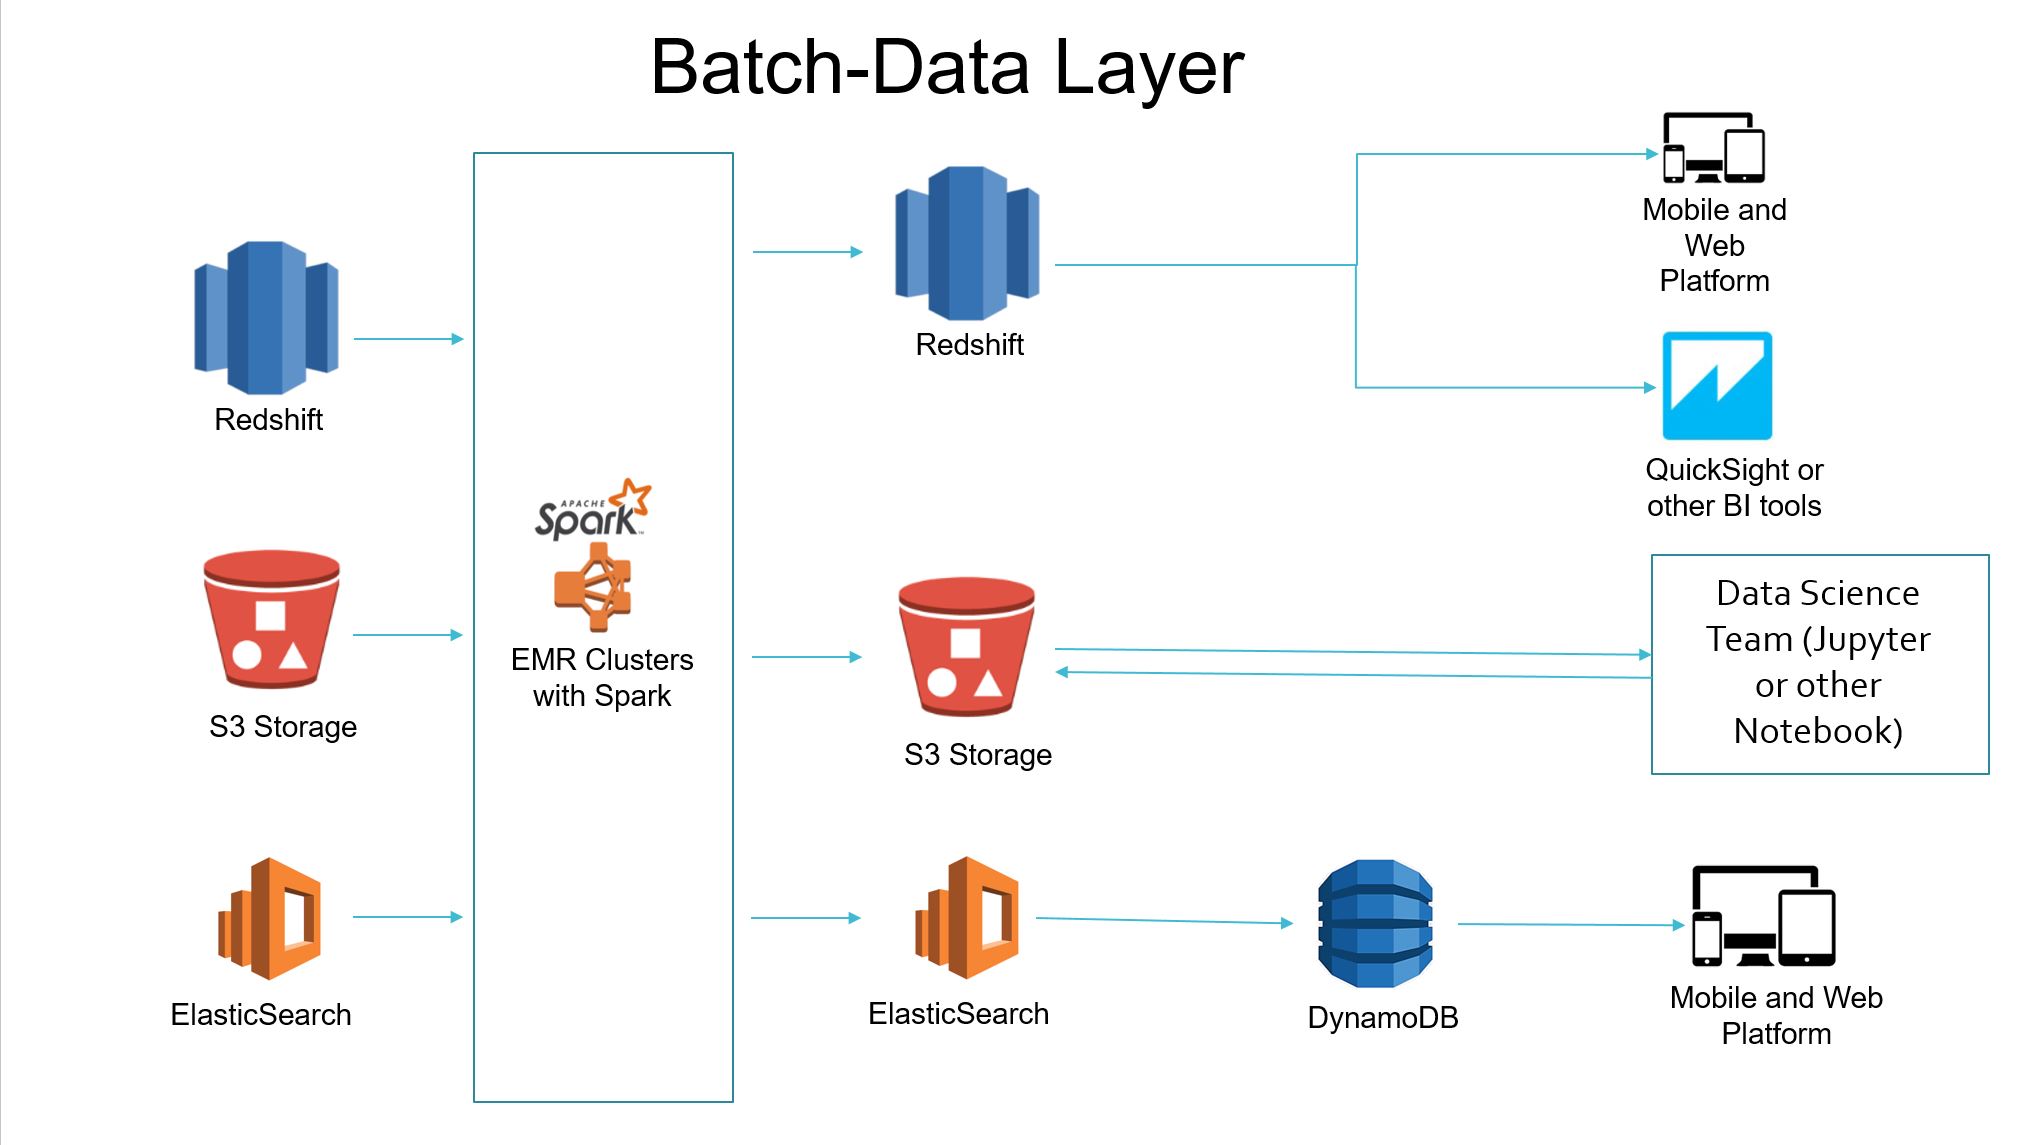 Batch-Data Layer
Mobile and
Web
Platform
Redshift
Redshift
QuickSight or
other BI tools
APACHE
Spark™
EMR Clusters
with Spark
S3 Storage
S3 Storage
Data Science
Team (Jupyter
or other
Notebook)
ElasticSearch
ElasticSearch
DynamoDB
Mobile and Web
Platform